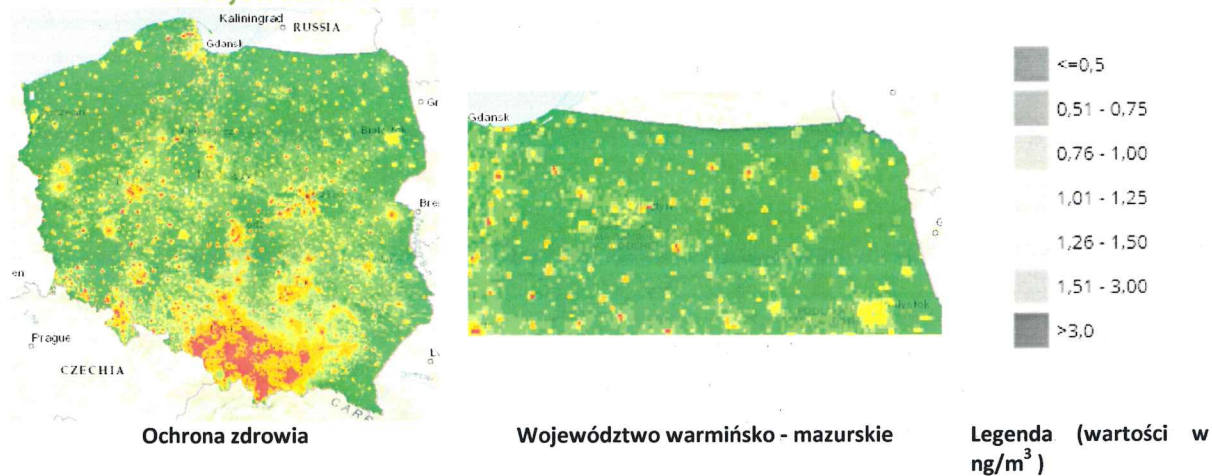 Kaliningrad
RUSSIA
Gdańsk
Prague
CZECHIA
CARP
Gdansk
<=0,5
0,51 - 0,75
0,76 - 1,00
1,01 - 1,25
1,26 - 1,50
1,51 - 3,00
>3,0
Ochrona zdrowia
Województwo warmińsko - mazurskie
Legenda (wartości w
ng/m³ )